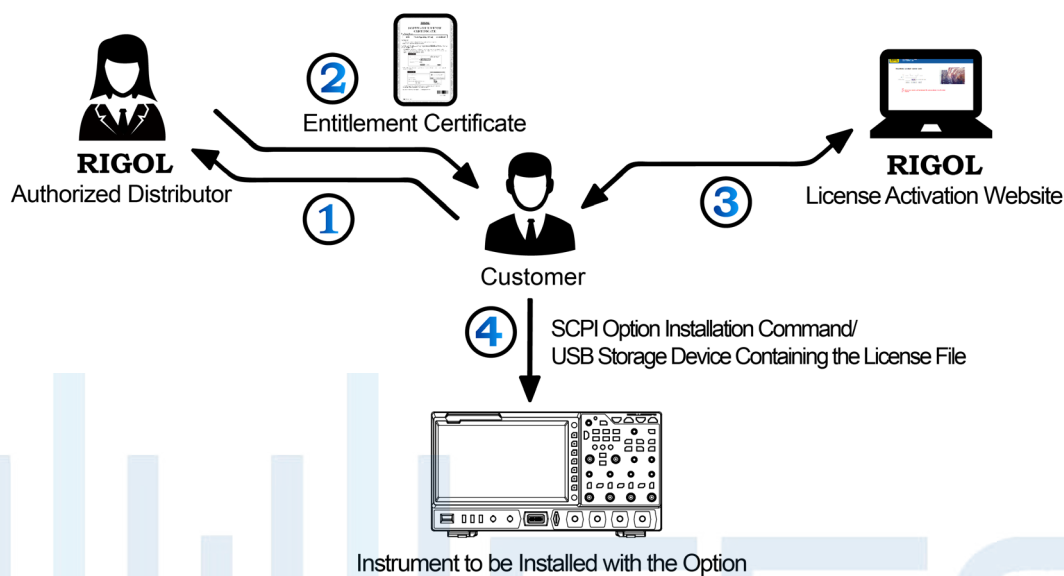 2
Entitlement Certificate
RIGOL
Authorized Distributor
1
3
RIGOL
License Activation Website
Customer
4
SCPI Option Installation Command/
USB Storage Device Containing the License File
Instrument to be Installed with the Option